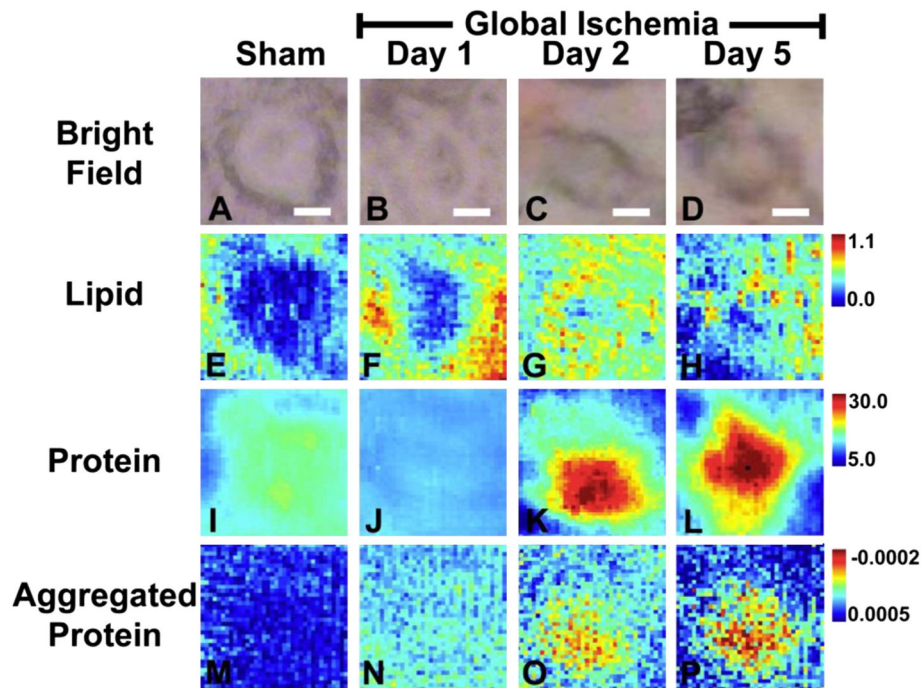 Global Ischemia
Sham Day 1 Day 2 Day 5
Bright
Field
A B C D
Lipid
E F G H
1.1
0.0
Protein
I J K L
30.0
5.0
Aggregated
Protein
M N O P
-0.0002
0.0005